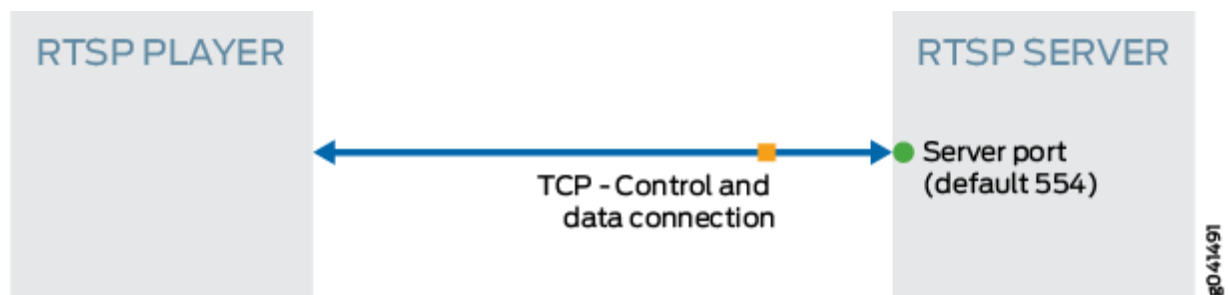 RTSP PLAYER
RTSP SERVER
TCP - Control and
data connection
Server port
(default 554)
g041491